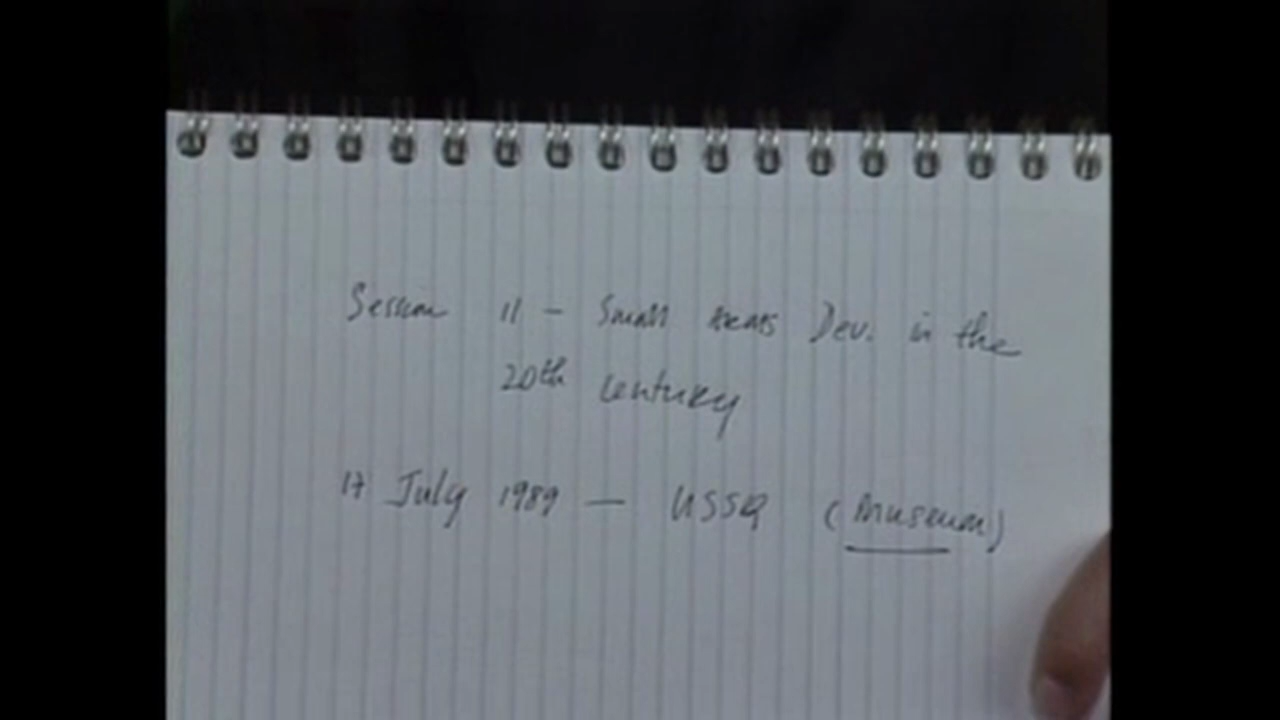 Session 11 - Small Arms Dev. in the
20th century
17 July 1989 — USSR (Museum)